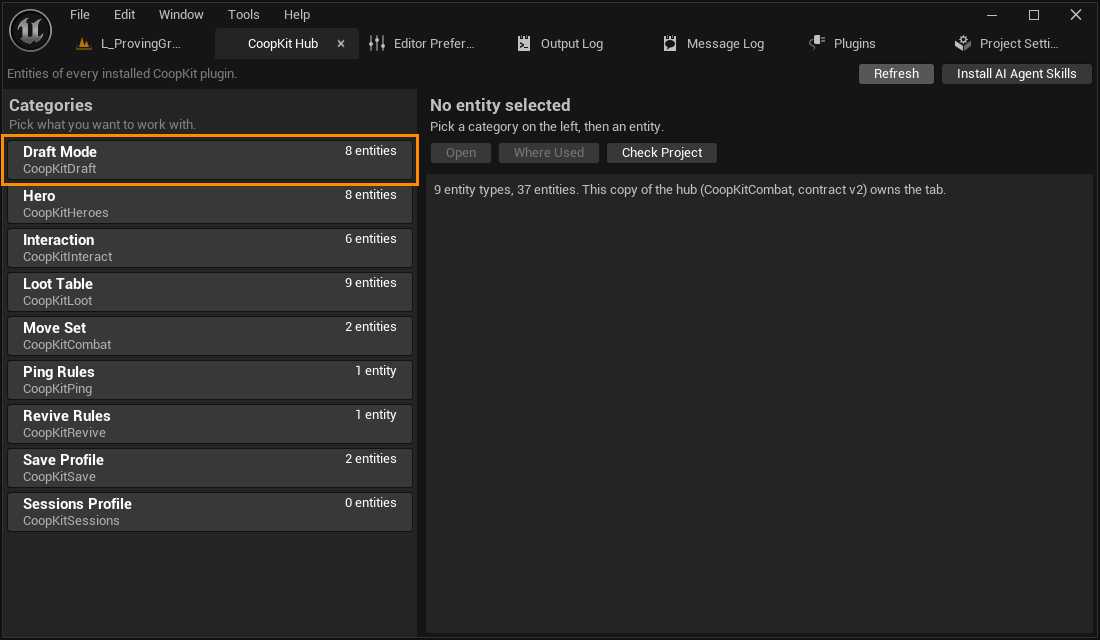 File Edit Window Tools Help
L_ProvingGr...
CoopKit Hub
Editor Prefer...
Output Log
Message Log
Plugins
Project Setti...
Entities of every installed CoopKit plugin.
Refresh
Install AI Agent Skills
Categories
Pick what you want to work with.
Draft Mode 8 entities
CoopKitDraft
Hero 8 entities
CoopKitHeroes
Interaction 6 entities
CoopKitInteract
Loot Table 9 entities
CoopKitLoot
Move Set 2 entities
CoopKitCombat
Ping Rules 1 entity
CoopKitPing
Revive Rules 1 entity
CoopKitRevive
Save Profile 2 entities
CoopKitSave
Sessions Profile 0 entities
CoopKitSessions
No entity selected
Pick a category on the left, then an entity.
Open
Where Used
Check Project
9 entity types, 37 entities. This copy of the hub (CoopKitCombat, contract v2) owns the tab.